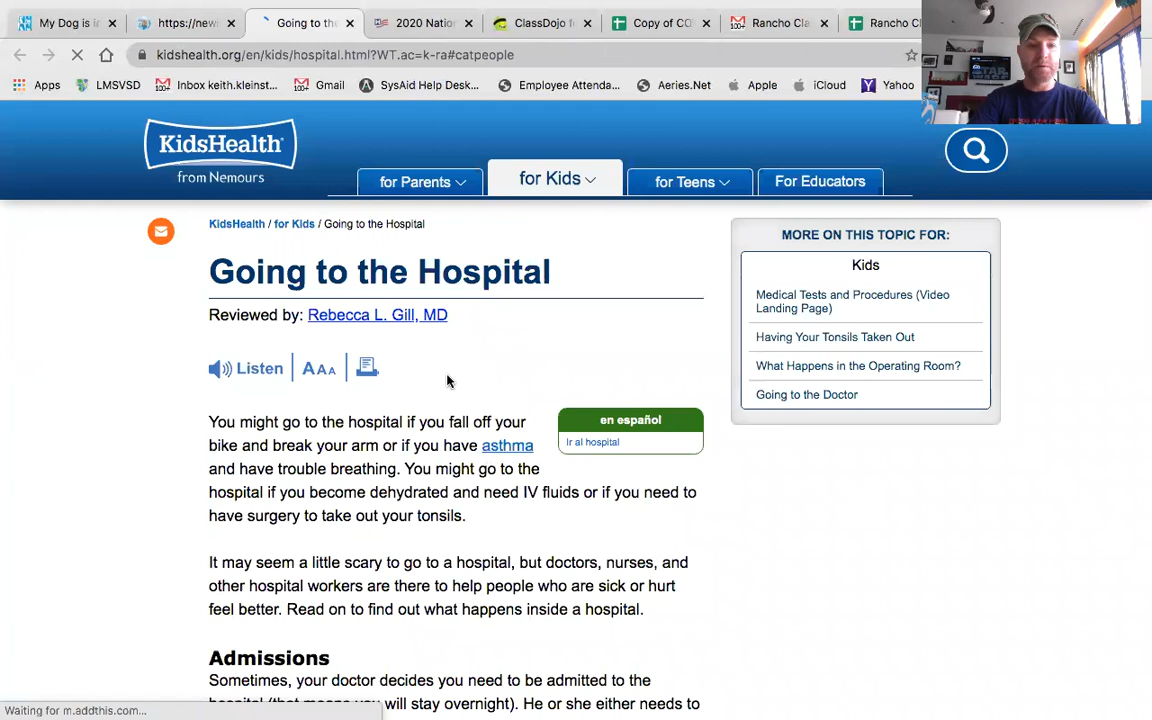 My Dog is i
https://new
Going to the
2020 Nation
ClassDojo f
Copy of CO
Rancho Cla
Rancho Cl
kidshealth.org/en/kids/hospital.html?WT.ac=k-ra#catpeople
Apps
LMSVSD
Inbox keith.kleinst...
Gmail
SysAid Help Desk...
Employee Attenda...
Aeries.Net
Apple
iCloud
Yahoo
STAR
WARS
KidsHealth
from Nemours
for Parents
for Kids
for Teens
For Educators
KidsHealth / for Kids / Going to the Hospital
Going to the Hospital
Reviewed by: Rebecca L. Gill, MD
Listen
AAA
You might go to the hospital if you fall off your
bike and break your arm or if you have asthma
and have trouble breathing. You might go to the
hospital if you become dehydrated and need IV fluids or if you need to
have surgery to take out your tonsils.
en español
Ir al hospital
It may seem a little scary to go to a hospital, but doctors, nurses, and
other hospital workers are there to help people who are sick or hurt
feel better. Read on to find out what happens inside a hospital.
Admissions
Sometimes, your doctor decides you need to be admitted to the
hospital (that means you will stay overnight). He or she either needs to
MORE ON THIS TOPIC FOR:
Kids
Medical Tests and Procedures (Video
Landing Page)
Having Your Tonsils Taken Out
What Happens in the Operating Room?
Going to the Doctor
Waiting for m.addthis.com...